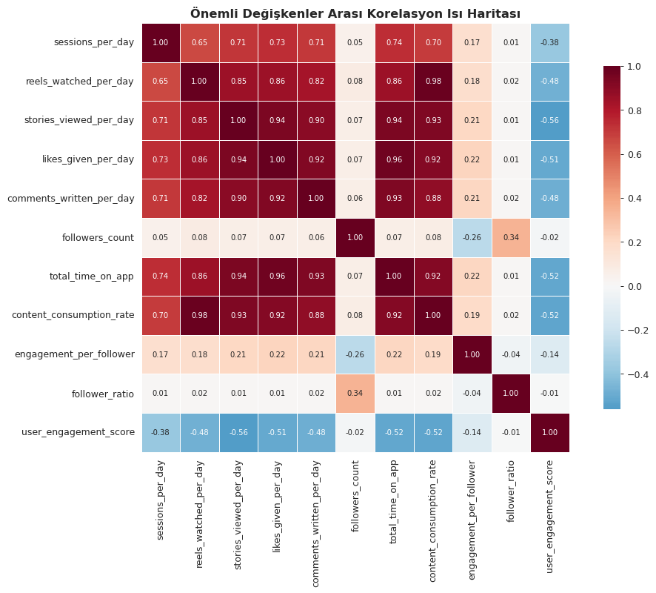 Önemli Değişkenler Arası Korelasyon Isı Haritası
sessions_per_day 1.00 0.65 0.71 0.73 0.71 0.05 0.74 0.70 0.17 0.01 -0.38
reels_watched_per_day 0.65 1.00 0.85 0.86 0.82 0.08 0.86 0.98 0.18 0.02 -0.48
stories_viewed_per_day 0.71 0.85 1.00 0.94 0.90 0.07 0.94 0.93 0.21 0.01 -0.56
likes_given_per_day 0.73 0.86 0.94 1.00 0.92 0.07 0.96 0.92 0.22 0.01 -0.51
comments_written_per_day 0.71 0.82 0.90 0.92 1.00 0.06 0.93 0.88 0.21 0.02 -0.48
followers_count 0.05 0.08 0.07 0.07 0.06 1.00 0.07 0.08 -0.26 0.34 -0.02
total_time_on_app 0.74 0.86 0.94 0.96 0.93 0.07 1.00 0.92 0.22 0.01 -0.52
content_consumption_rate 0.70 0.98 0.93 0.92 0.88 0.08 0.92 1.00 0.19 0.02 -0.52
engagement_per_follower 0.17 0.18 0.21 0.22 0.21 -0.26 0.22 0.19 1.00 -0.04 -0.14
follower_ratio 0.01 0.02 0.01 0.01 0.02 0.34 0.01 0.02 -0.04 1.00 -0.01
user_engagement_score -0.38 -0.48 -0.56 -0.51 -0.48 -0.02 -0.52 -0.52 -0.14 -0.01 1.00
sessions_per_day
reels_watched_per_day
stories_viewed_per_day
likes_given_per_day
comments_written_per_day
followers_count
total_time_on_app
content_consumption_rate
engagement_per_follower
follower_ratio
user_engagement_score
1.0
0.8
0.6
0.4
0.2
0.0
−0.2
−0.4